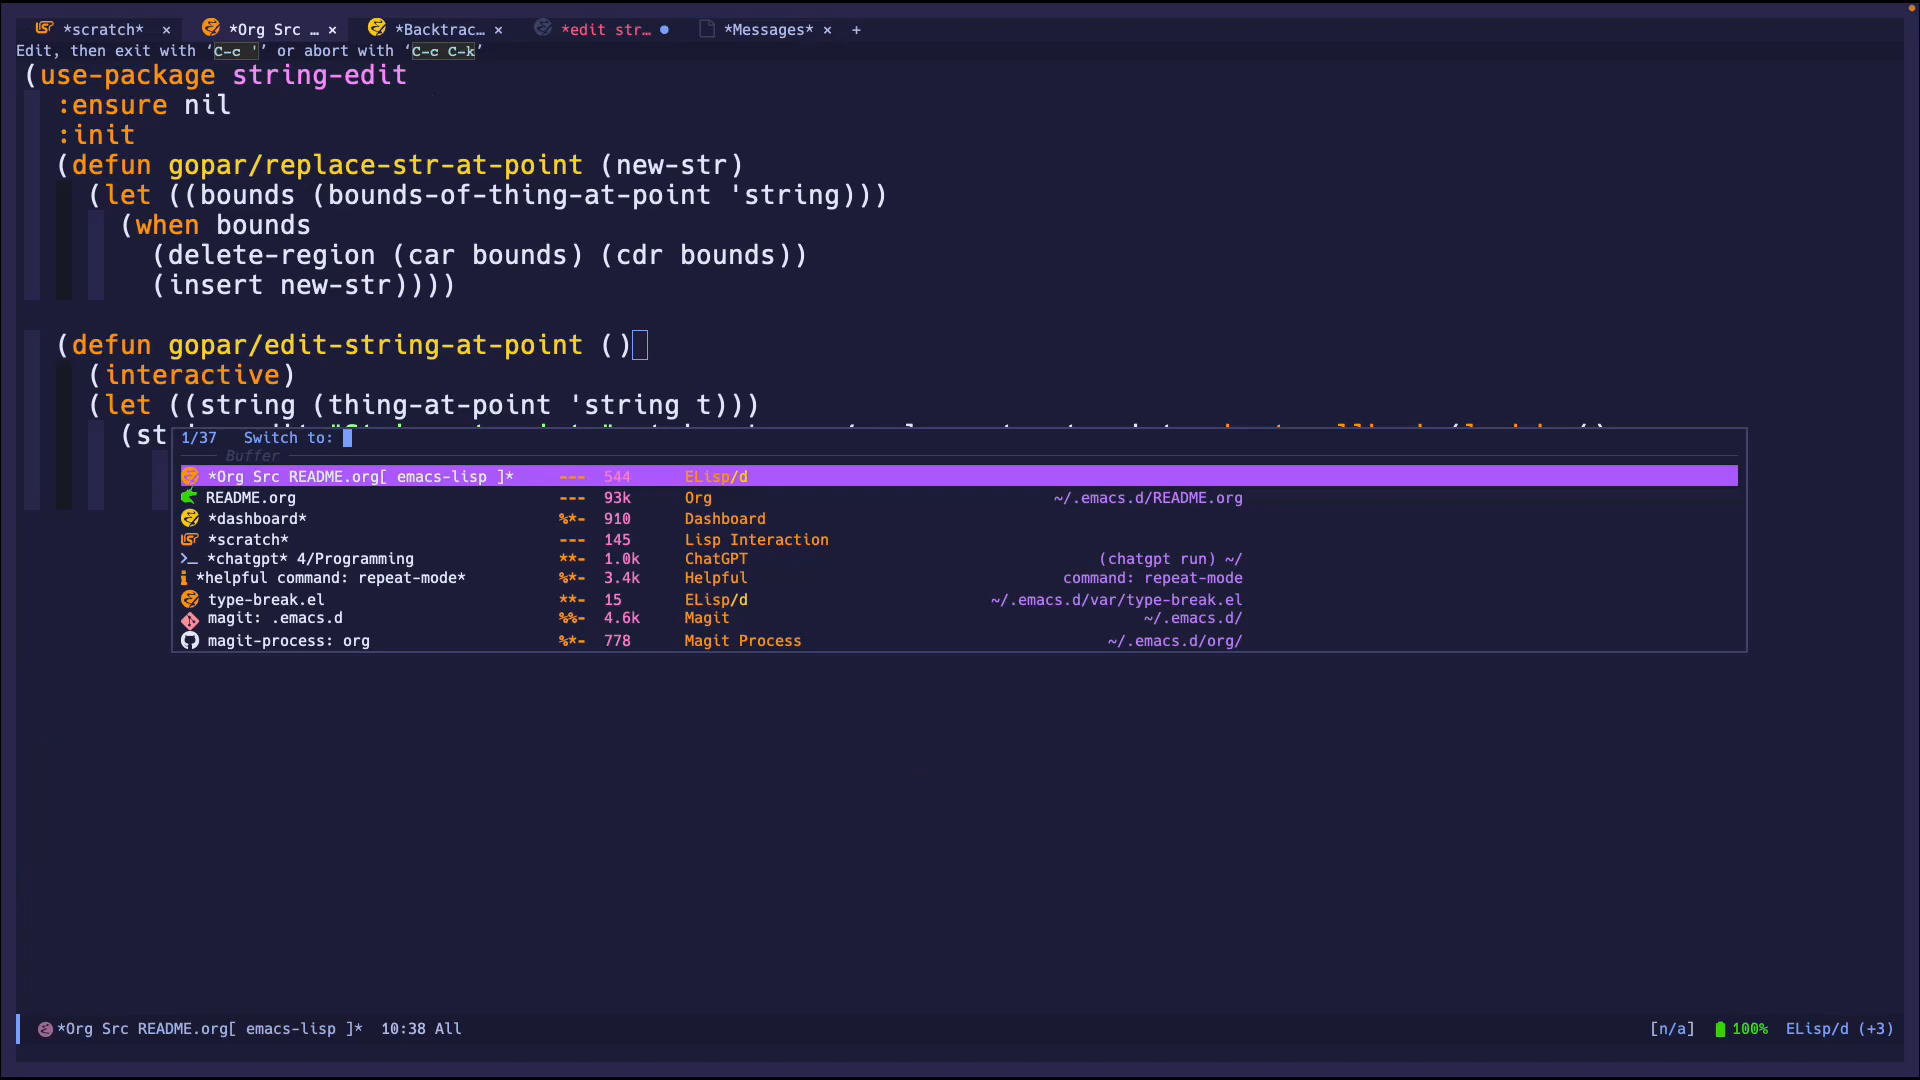 *scratch* × *Org Src … × *Backtrac… × *edit str… ● *Messages* × +
Edit, then exit with ‘C-c '’ or abort with ‘C-c C-k’
(use-package string-edit
:ensure nil
:init
(defun gopar/replace-str-at-point (new-str)
(let ((bounds (bounds-of-thing-at-point 'string)))
(when bounds
(delete-region (car bounds) (cdr bounds))
(insert new-str))))
(defun gopar/edit-string-at-point ()
(interactive)
(let ((string (thing-at-point 'string t)))
(st
1/37 Switch to:
Buffer
*Org Src README.org[ emacs-lisp ]* --- 544 ELisp/d
README.org --- 93k Org ~/.emacs.d/README.org
*dashboard* %*- 910 Dashboard
*scratch* --- 145 Lisp Interaction
*chatgpt* 4/Programming **- 1.0k ChatGPT (chatgpt run) ~/
*helpful command: repeat-mode* %*- 3.4k Helpful command: repeat-mode
type-break.el **- 15 ELisp/d ~/.emacs.d/var/type-break.el
magit: .emacs.d %%- 4.6k Magit ~/.emacs.d/
magit-process: org %*- 778 Magit Process ~/.emacs.d/org/
*Org Src README.org[ emacs-lisp ]* 10:38 All [n/a] 100% ELisp/d (+3)